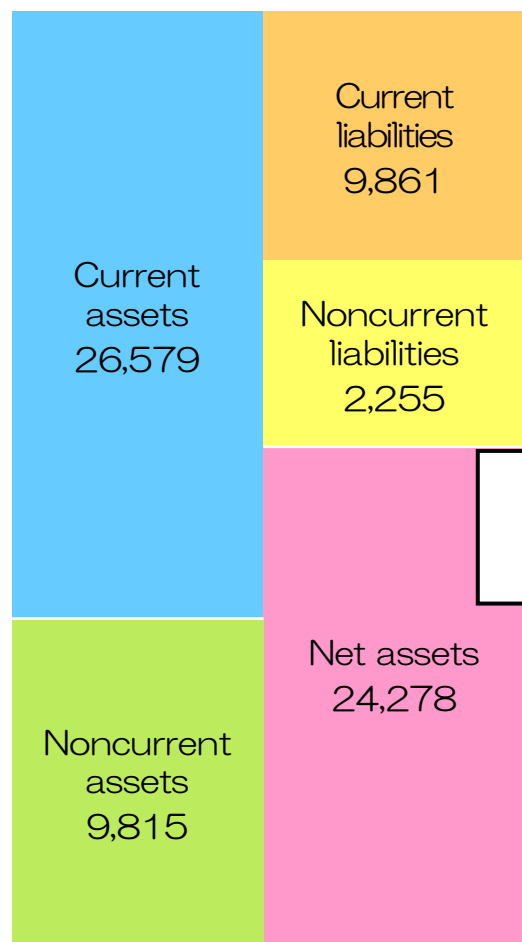 Current
assets
26,579
Noncurrent
assets
9,815
Current
liabilities
9,861
Noncurrent
liabilities
2,255
Net assets
24,278